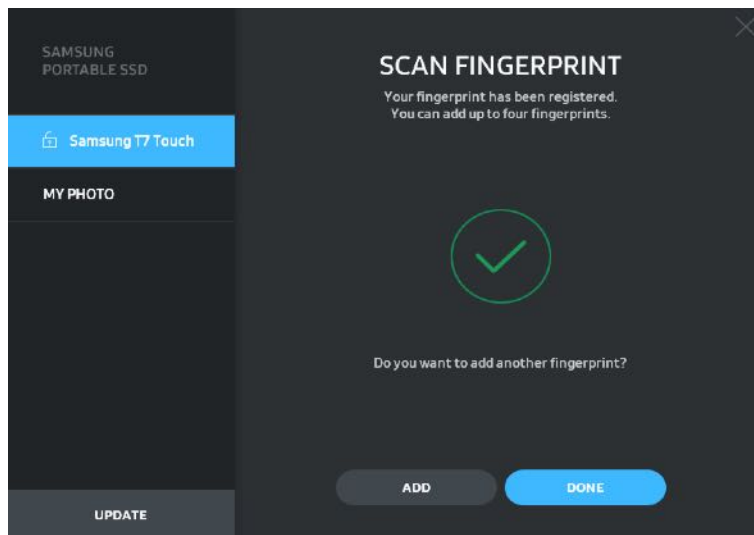 SAMSUNG
PORTABLE SSD
Samsung T7 Touch
MY PHOTO
UPDATE
SCAN FINGERPRINT
Your fingerprint has been registered.
You can add up to four fingerprints.
Do you want to add another fingerprint?
ADD
DONE